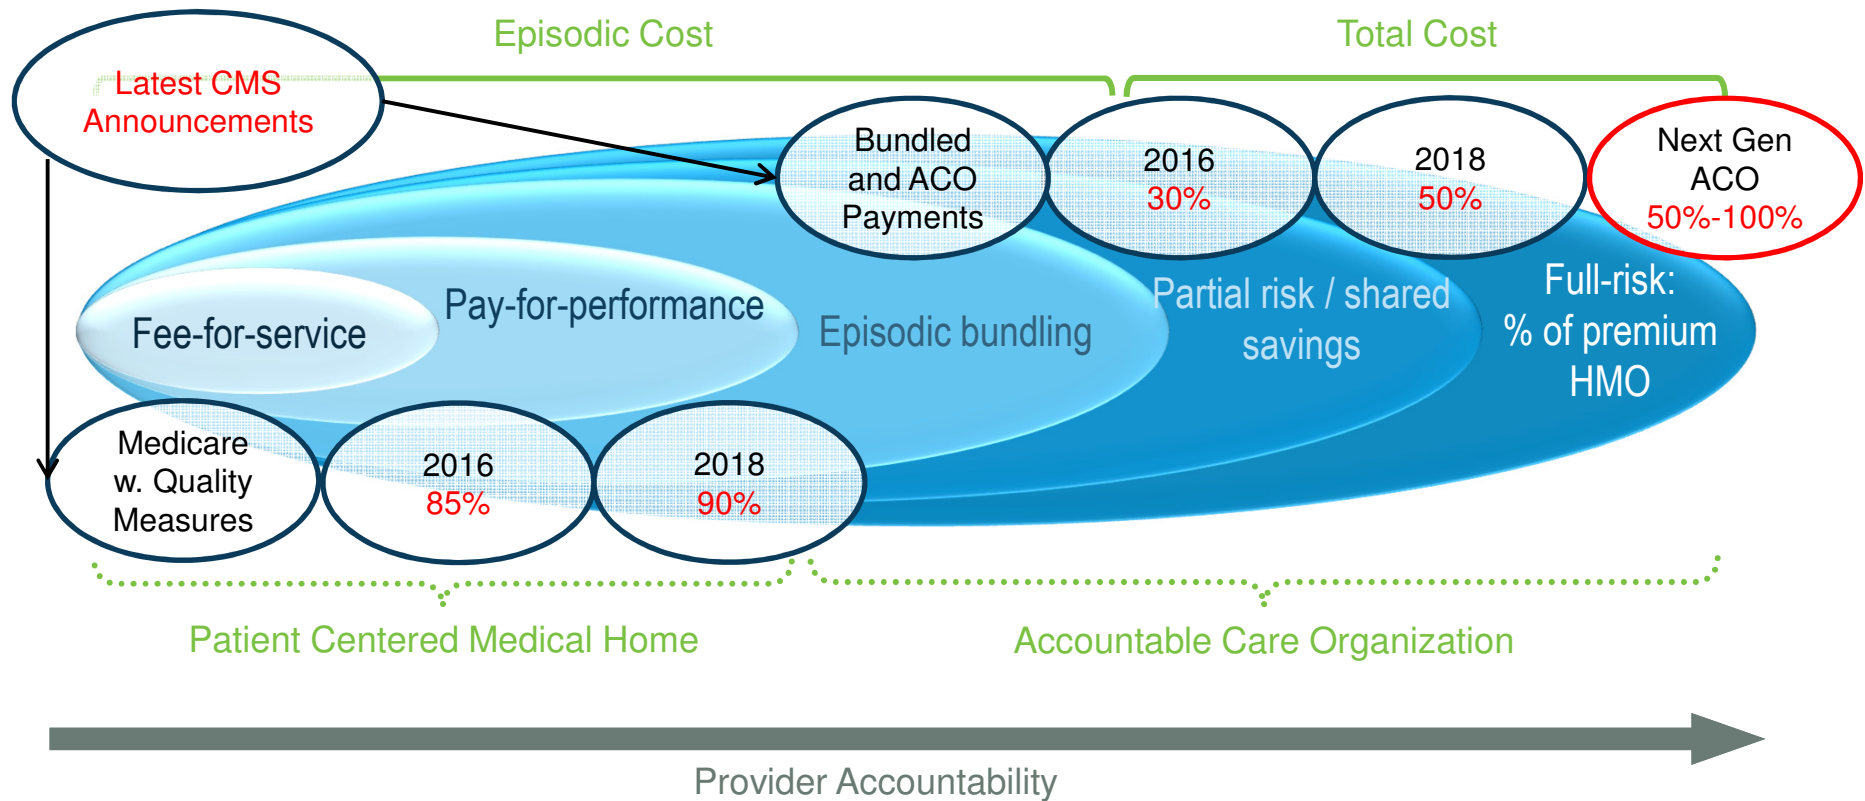 Episodic Cost
Total Cost
Latest CMS
Announcements
Bundled
and ACO
Payments
2016
30%
2018
50%
Next Gen
ACO
50%-100%
Fee-for-service
Pay-for-performance
Episodic bundling
Partial risk / shared
savings
Full-risk:
% of premium
HMO
Medicare
w. Quality
Measures
2016
85%
2018
90%
Patient Centered Medical Home
Accountable Care Organization
Provider Accountability